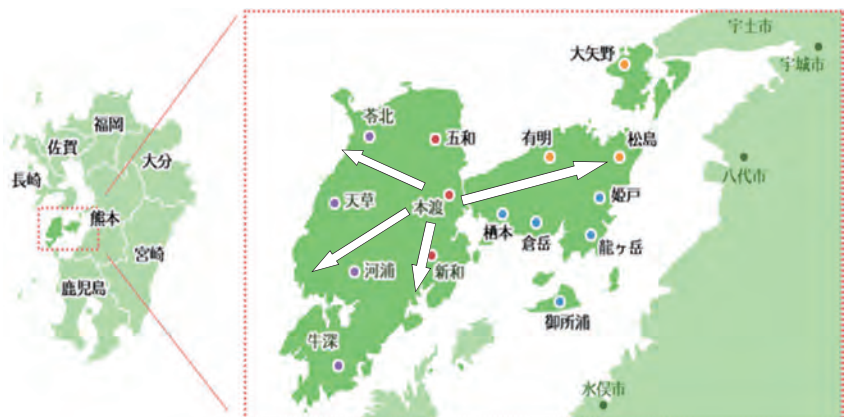 福岡
佐賀
大分
長崎
熊本
宮崎
鹿児島
宇土市
宇城市
大矢野
苓北
五和
有明
松島
八代市
天草
本渡
姫戸
栖本
倉岳
龍ヶ岳
河浦
新和
御所浦
牛深
水俣市